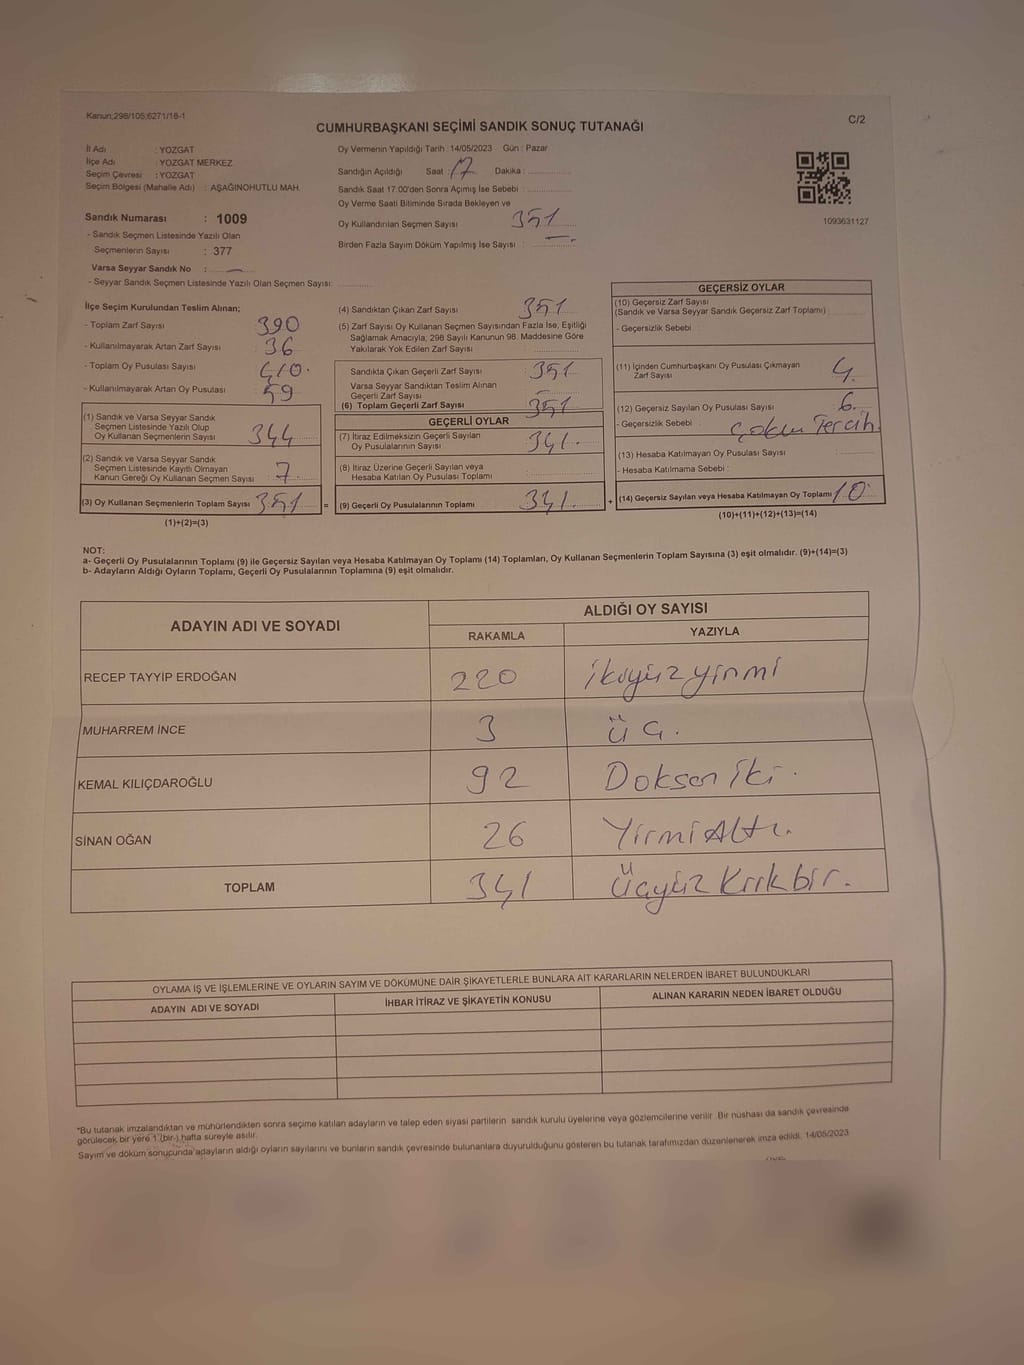 Kanun;298/105;6271/18-1
C/2
CUMHURBAŞKANI SEÇİMİ SANDIK SONUÇ TUTANAĞI
İl Adı : YOZGAT
İlçe Adı : YOZGAT MERKEZ
Seçim Çevresi : YOZGAT
Seçim Bölgesi (Mahalle Adı) : AŞAĞINOHUTLU MAH.
Sandık Numarası : 1009
- Sandık Seçmen Listesinde Yazılı Olan
Seçmenlerin Sayısı : 377
Varsa Seyyar Sandık No : —
- Seyyar Sandık Seçmen Listesinde Yazılı Olan Seçmen Sayısı:
Oy Vermenin Yapıldığı Tarih : 14/05/2023 Gün : Pazar
Sandığın Açıldığı Saat : 17 Dakika :
Sandık Saat 17.00'den Sonra Açımış İse Sebebi :
Oy Verme Saati Bitiminde Sırada Bekleyen ve
Oy Kullandırılan Seçmen Sayısı 351
Birden Fazla Sayım Döküm Yapılmış İse Sayısı : —
1093631127
İlçe Seçim Kurulundan Teslim Alınan;
- Toplam Zarf Sayısı 390
- Kullanılmayarak Artan Zarf Sayısı 36
- Toplam Oy Pusulası Sayısı 410
- Kullanılmayarak Artan Oy Pusulası 59
(1) Sandık ve Varsa Seyyar Sandık
Seçmen Listesinde Yazılı Olup
Oy Kullanan Seçmenlerin Sayısı 344
(2) Sandık ve Varsa Seyyar Sandık
Seçmen Listesinde Kayıtlı Olmayan
Kanun Gereği Oy Kullanan Seçmen Sayısı 7
(3) Oy Kullanan Seçmenlerin Toplam Sayısı 351 =
(1)+(2)=(3)
(4) Sandıktan Çıkan Zarf Sayısı 351
(5) Zarf Sayısı Oy Kullanan Seçmen Sayısından Fazla İse, Eşitliği
Sağlamak Amacıyla, 298 Sayılı Kanunun 98. Maddesine Göre
Yakılarak Yok Edilen Zarf Sayısı
Sandıkta Çıkan Geçerli Zarf Sayısı 351
Varsa Seyyar Sandıktan Teslim Alınan
Geçerli Zarf Sayısı —
(6) Toplam Geçerli Zarf Sayısı 351
GEÇERLİ OYLAR
(7) İtiraz Edilmeksizin Geçerli Sayılan
Oy Pusulalarının Sayısı 341.
(8) İtiraz Üzerine Geçerli Sayılan veya
Hesaba Katılan Oy Pusulası Toplamı
(9) Geçerli Oy Pusulalarının Toplamı 341. +
GEÇERSİZ OYLAR
(10) Geçersiz Zarf Sayısı
(Sandık ve Varsa Seyyar Sandık Geçersiz Zarf Toplamı)
- Geçersizlik Sebebi :
(11) İçinden Cumhurbaşkanı Oy Pusulası Çıkmayan
Zarf Sayısı 4.
(12) Geçersiz Sayılan Oy Pusulası Sayısı 6.
- Geçersizlik Sebebi : Çoklu Tercih.
(13) Hesaba Katılmayan Oy Pusulası Sayısı
- Hesaba Katılmama Sebebi :
(14) Geçersiz Sayılan veya Hesaba Katılmayan Oy Toplamı 10
(10)+(11)+(12)+(13)=(14)
NOT:
a- Geçerli Oy Pusulalarının Toplamı (9) ile Geçersiz Sayılan veya Hesaba Katılmayan Oy Toplamı (14) Toplamları, Oy Kullanan Seçmenlerin Toplam Sayısına (3) eşit olmalıdır. (9)+(14)=(3)
b- Adayların Aldığı Oyların Toplamı, Geçerli Oy Pusulalarının Toplamına (9) eşit olmalıdır.
ADAYIN ADI VE SOYADI ALDIĞI OY SAYISI
RAKAMLA YAZIYLA
RECEP TAYYİP ERDOĞAN 220 İkiyüz yirmi
MUHARREM İNCE 3 üç.
KEMAL KILIÇDAROĞLU 92 Doksan İki.
SİNAN OĞAN 26 Yirmi Altı.
TOPLAM 341 Üçyüz Kırk bir.
OYLAMA İŞ VE İŞLEMLERİNE VE OYLARIN SAYIM VE DÖKÜMÜNE DAİR ŞİKAYETLERLE BUNLARA AİT KARARLARIN NELERDEN İBARET BULUNDUKLARI
ADAYIN ADI VE SOYADI İHBAR İTİRAZ VE ŞİKAYETİN KONUSU ALINAN KARARIN NEDEN İBARET OLDUĞU
*Bu tutanak imzalandıktan ve mühürlendikten sonra seçime katılan adayların ve talep eden siyasi partilerin sandık kurulu üyelerine veya gözlemcilerine verilir. Bir nüshası da sandık çevresinde
görülecek bir yere 1 (bir) hafta süreyle asılır.
Sayım ve döküm sonucunda adayların aldığı oyların sayılarını ve bunların sandık çevresinde bulunanlara duyurulduğunu gösteren bu tutanak tarafımızdan düzenlenerek imza edildi. 14/05/2023